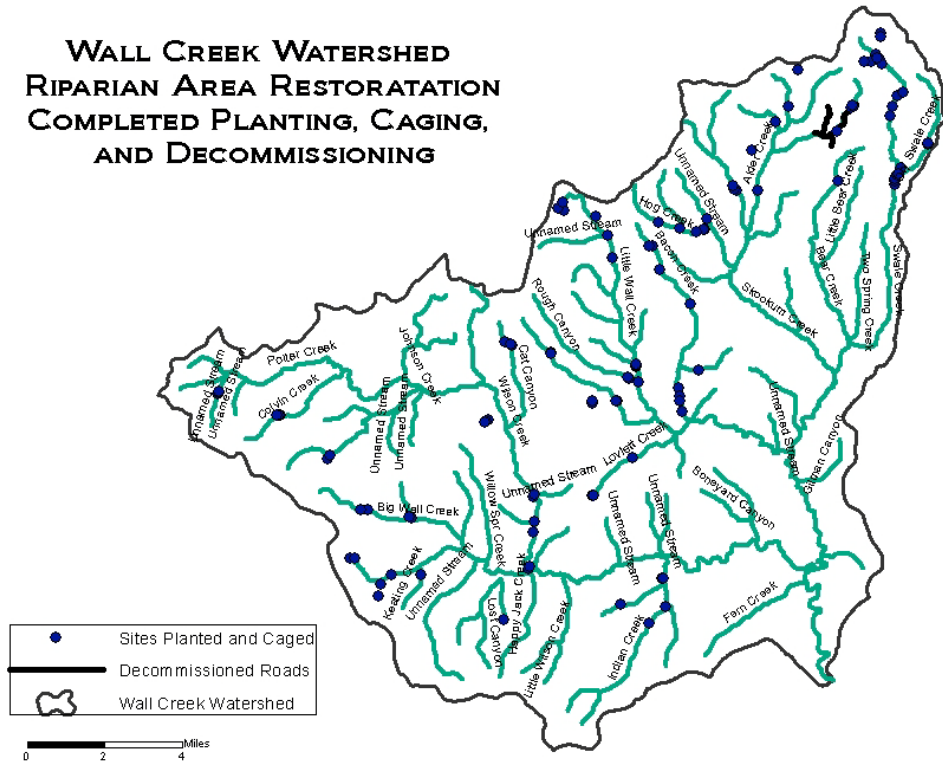 WALL CREEK WATERSHED
RIPARIAN AREA RESTORATATION
COMPLETED PLANTING, CAGING,
AND DECOMMISSIONING
Swale Creek
Alder Creek
Unnamed Stream
Little Bear Creek
Hog Creek
Unnamed Stream
Bacon Creek
Little Wall Creek
Bear Creek
Two Spring Creek
Swale Creek
Rough Canyon
Skookum Creek
Johnson Creek
Potter Creek
Cat Canyon
Unnamed Stream
Unnamed Stream
Colvin Creek
Wilson Creek
Unnamed Stream
Unnamed Stream
Unnamed Stream
Lovlett Creek
Gilman Canyon
Unnamed Stream
Willow Spr Creek
Boneyard Canyon
Unnamed Stream
Unnamed Stream
Big Wall Creek
Keeting Creek
Unnamed Stream
Happy Jack Creek
Lost Canyon
Little Wilson Creek
Indian Creek
Fern Creek
Sites Planted and Caged
Decommissioned Roads
Wall Creek Watershed
Miles
0 2 4